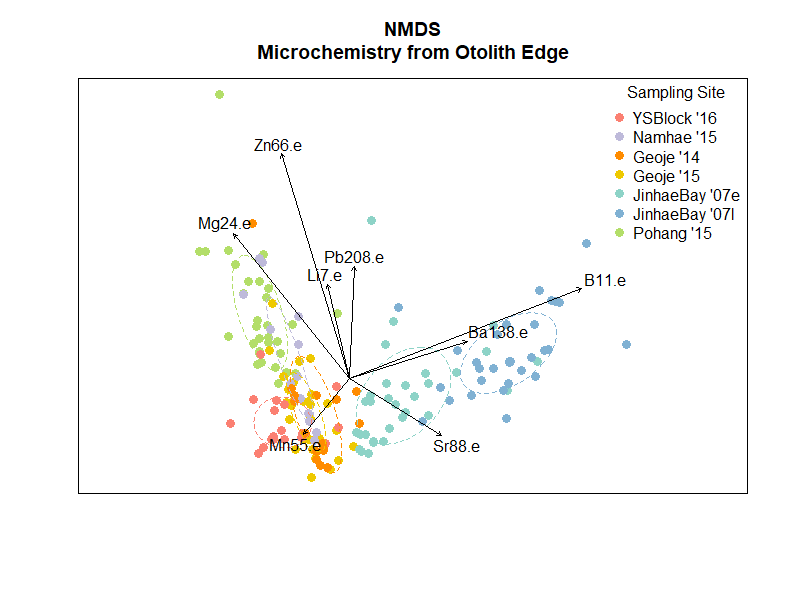 NMDS
Microchemistry from Otolith Edge
Sampling Site
YSBlock '16
Namhae '15
Geoje '14
Geoje '15
JinhaeBay '07e
JinhaeBay '07l
Pohang '15
Zn66.e
Mg24.e
Pb208.e
Li7.e
B11.e
Ba138.e
Mn55.e
Sr88.e